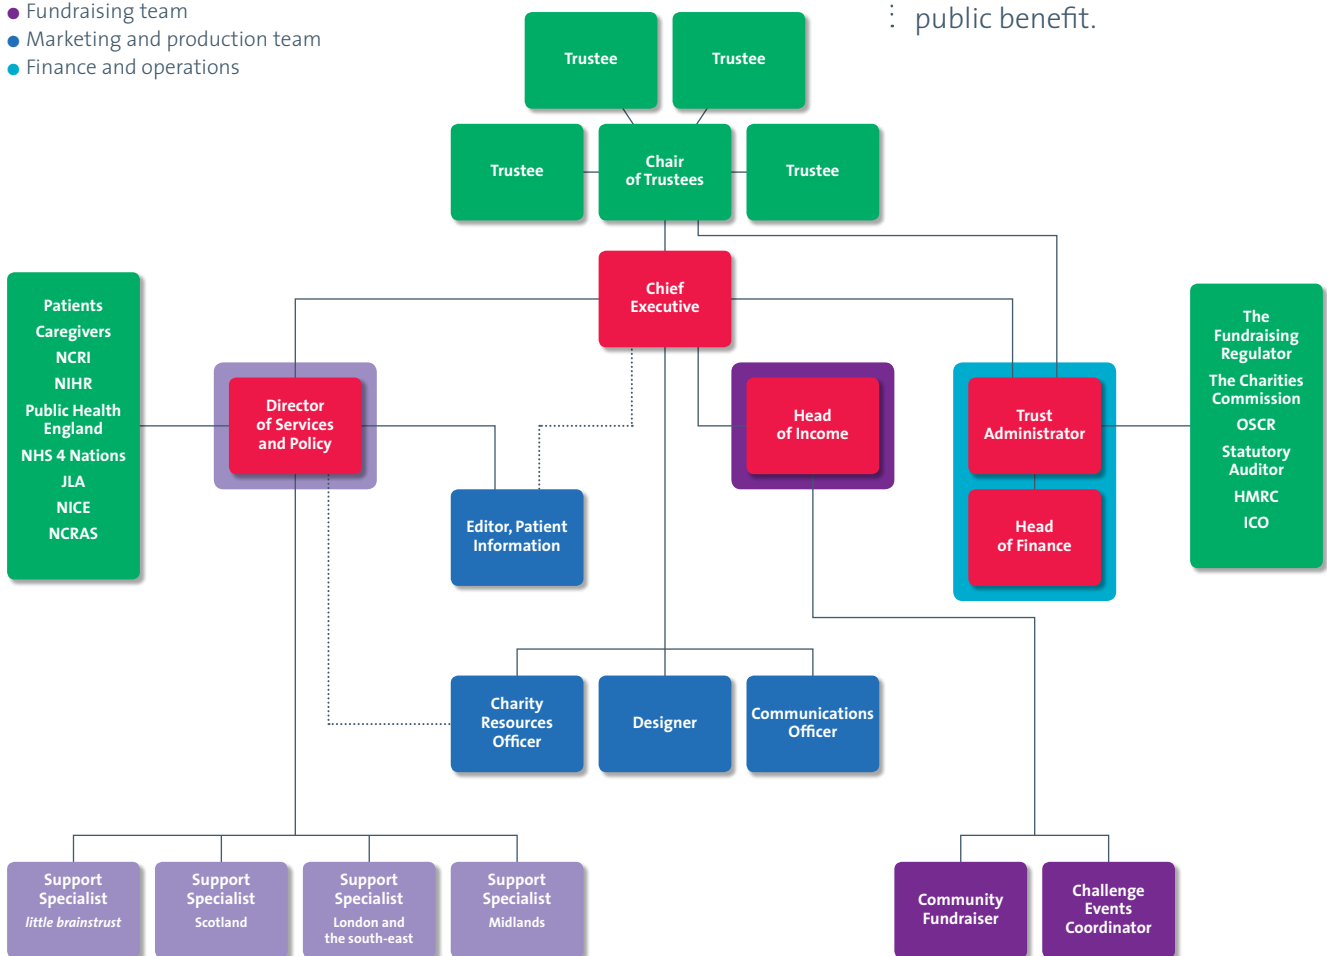 Fundraising team
Marketing and production team
Finance and operations
public benefit.
Trustee
Trustee
Trustee
Chair
of Trustees
Trustee
Chief
Executive
Patients
Caregivers
NCRI
NIHR
Public Health
England
NHS 4 Nations
JLA
NICE
NCRAS
Director
of Services
and Policy
Head
of Income
Trust
Administrator
The
Fundraising
Regulator
The Charities
Commission
OSCR
Statutory
Auditor
HMRC
ICO
Editor, Patient
Information
Head
of Finance
Charity
Resources
Officer
Designer
Communications
Officer
Support
Specialist
little brainstrust
Support
Specialist
Scotland
Support
Specialist
London and
the south-east
Support
Specialist
Midlands
Community
Fundraiser
Challenge
Events
Coordinator